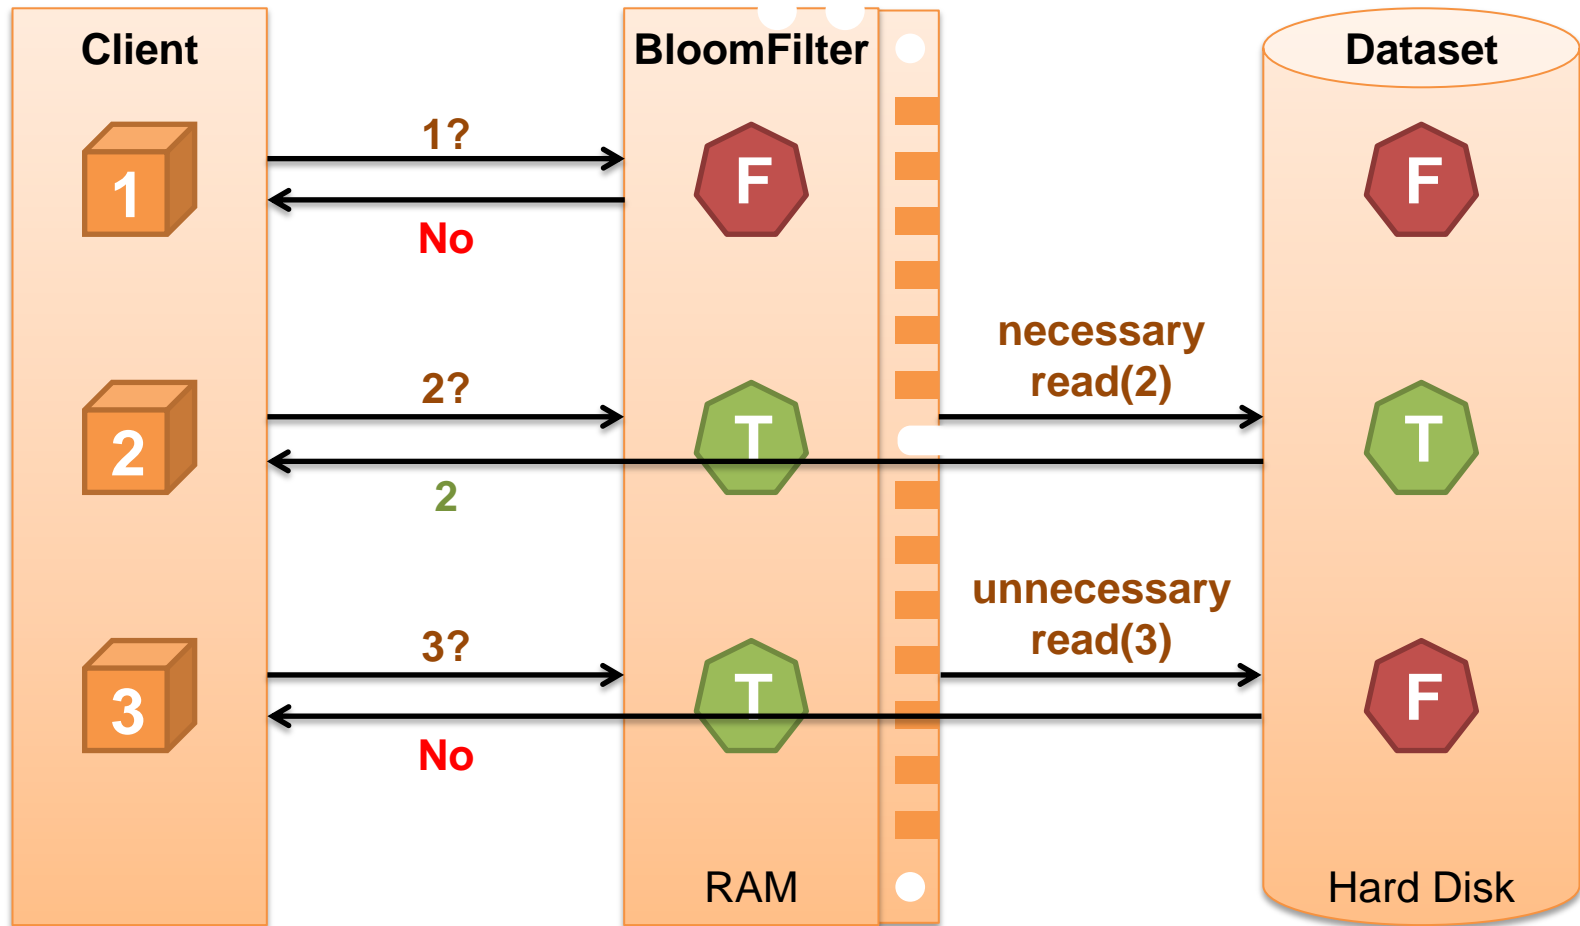 Client
BloomFilter
Dataset
1?
1
F
F
No
necessary
read(2)
2?
2
T
T
2
unnecessary
read(3)
3?
3
T
F
No
RAM
Hard Disk